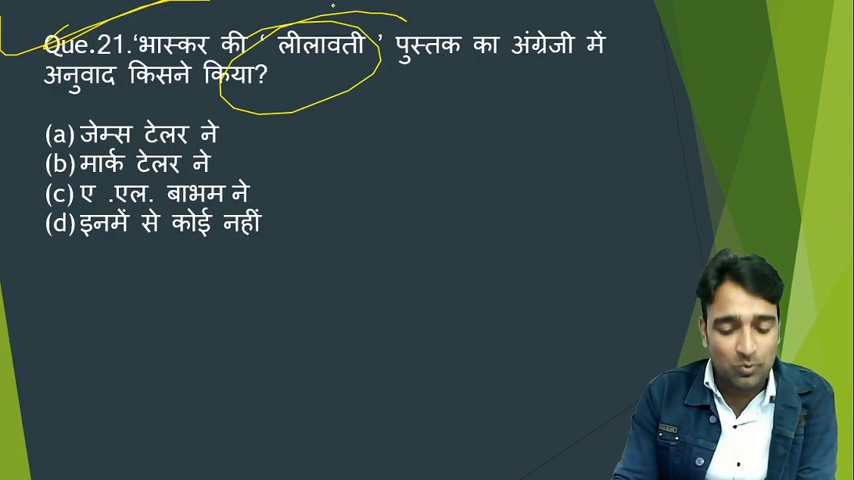 Que.21.‘भास्कर की ‘ लीलावती ’ पुस्तक का अंग्रेजी में
अनुवाद किसने किया?
(a) जेम्स टेलर ने
(b) मार्क टेलर ने
(c) ए .एल. बाभम ने
(d) इनमें से कोई नहीं